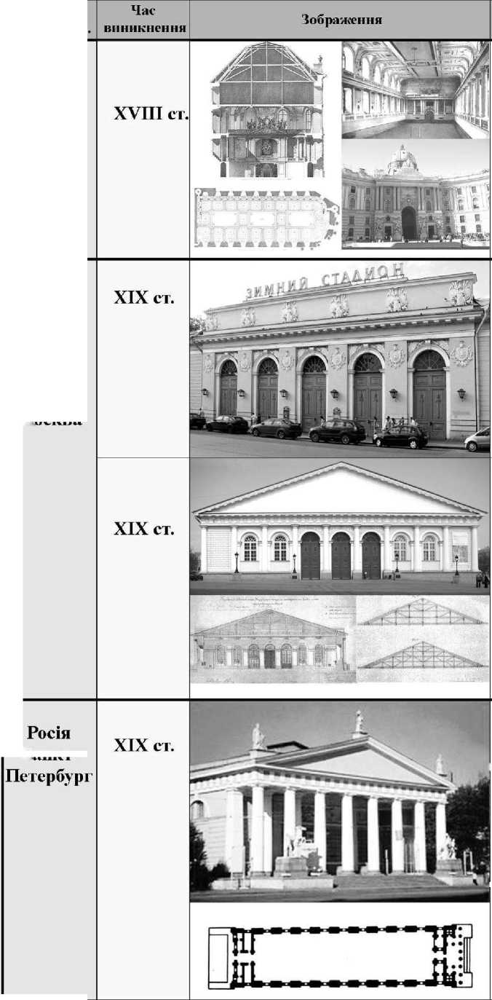 Час
виникнення
Зображення
XVIII ст.
XIX ст.
ЗИМНИЙ СТАДИОН
XIX ст.
Росія
Петербург
XIX ст.